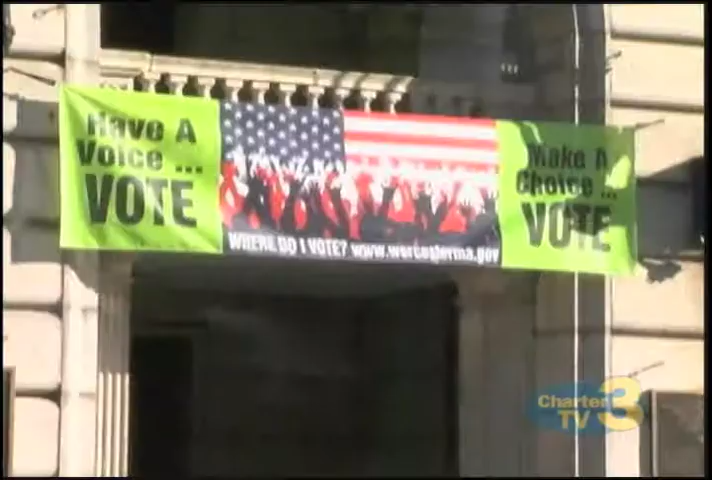 Have A
Voice ...
VOTE
WHERE DO I VOTE? www.worcesterma.gov
Make A
Choice ...
VOTE
Charter
TV 3